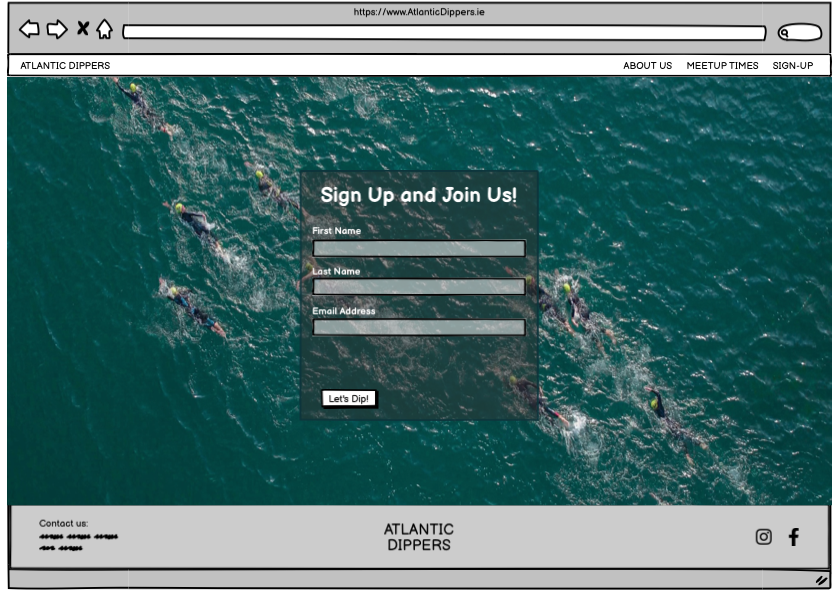 https://www.AtlanticDippers.ie
ATLANTIC DIPPERS
ABOUT US
MEETUP TIMES
SIGN-UP
Sign Up and Join Us!
First Name
Last Name
Email Address
Let's Dip!
Contact us:
ATLANTIC
DIPPERS